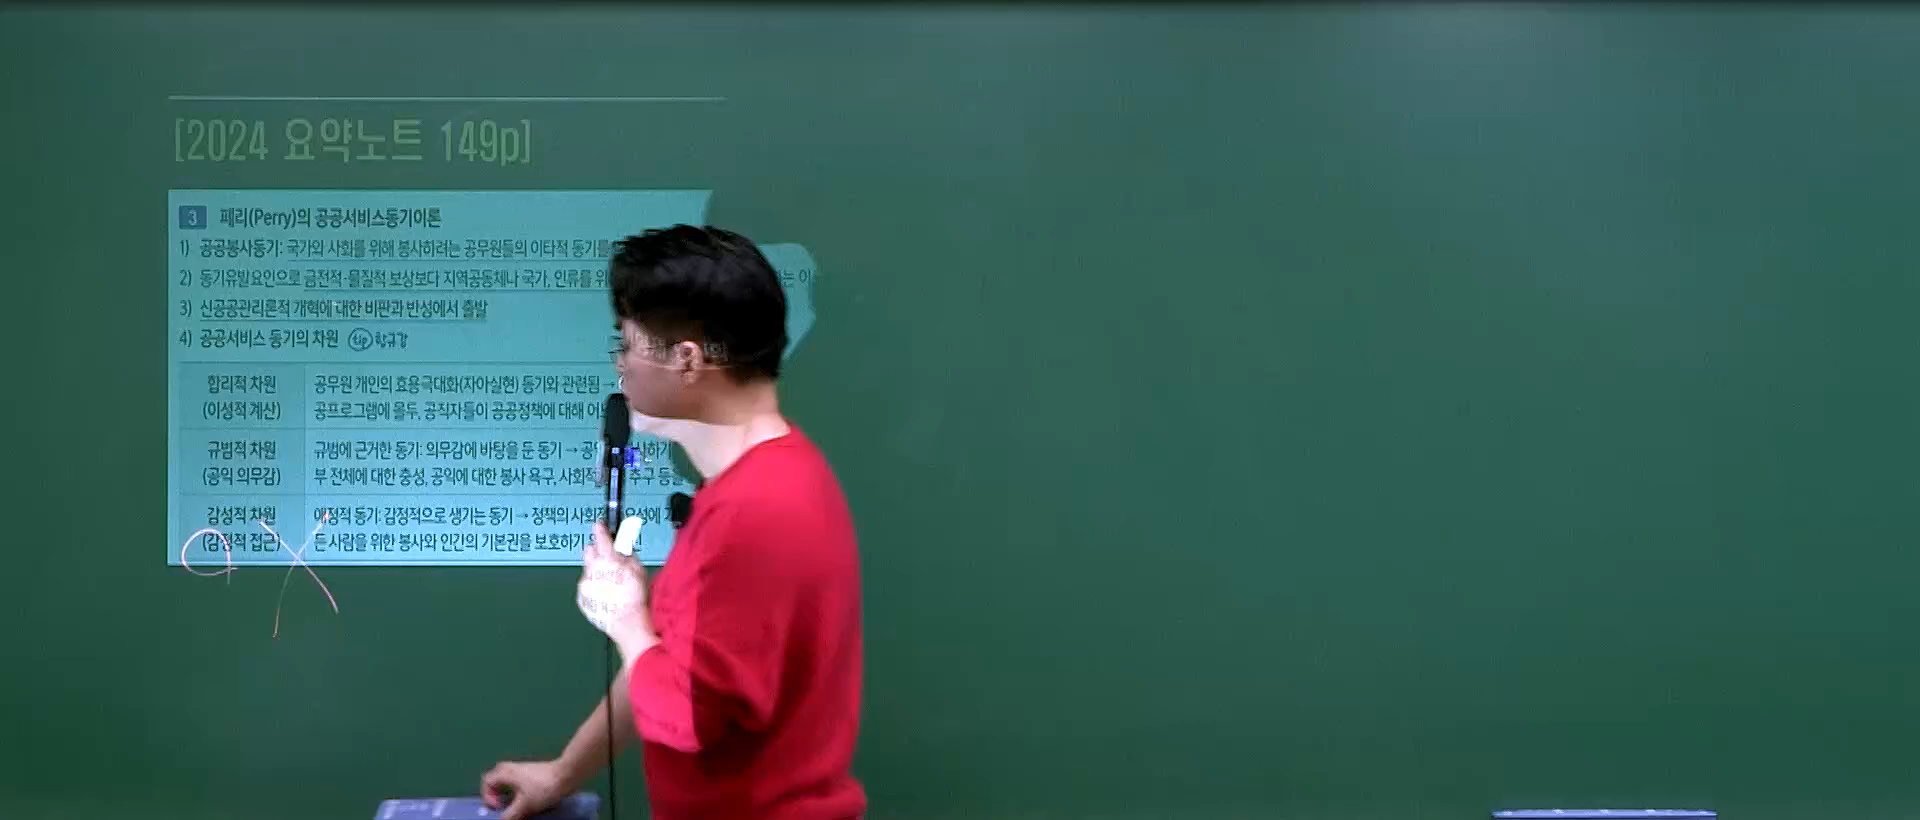 [2024 요약노트 149p]
3 페리(Perry)의 공공서비스동기이론
1) 공공봉사동기: 국가와 사회를 위해 봉사하려는 공무원들의 이타적 동기를
2) 동기유발요인으로 금전적·물질적 보상보다 지역공동체나 국가, 인류를 위
3) 신공공관리론적 개혁에 대한 비판과 반성에서 출발
4) 공공서비스 동기의 차원 tip 합규감
합리적 차원 공무원 개인의 효용극대화(자아실현) 동기와 관련됨 →
(이성적 계산) 공프로그램에 몰두, 공직자들이 공공정책에 대해
규범적 차원 규범에 근거한 동기: 의무감에 바탕을 둔 동기 →
(공익 의무감) 부 전체에 대한 충성, 공익에 대한 봉사 욕구, 추구
감성적 차원 애정적 동기: 감정적으로 생기는 동기 → 정책의
(감정적 접근) 든 사람을 위한 봉사와 인간의 기본권을 보호하기